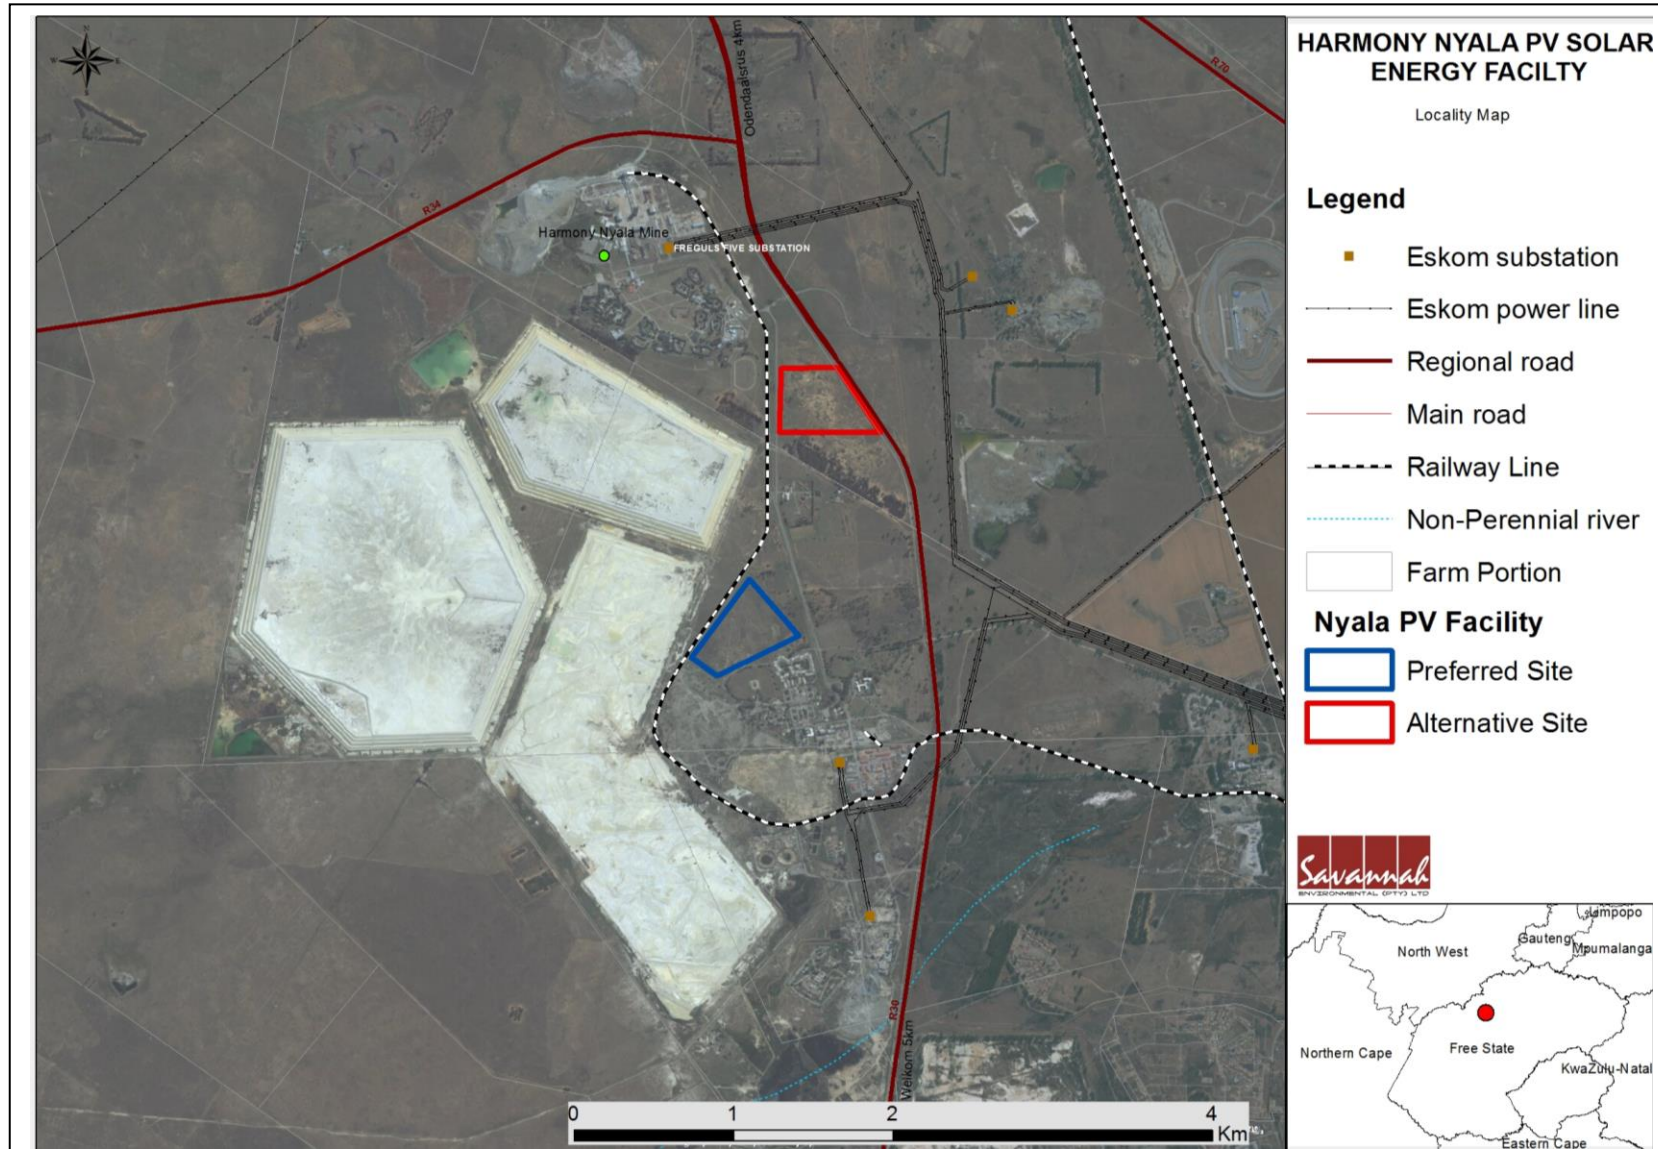 HARMONY NYALA PV SOLAR
ENERGY FACILTY
Locality Map
Legend
Eskom substation
Eskom power line
Regional road
Main road
Railway Line
Non-Perennial river
Farm Portion
Nyala PV Facility
Preferred Site
Alternative Site
Savannah
ENVIRONMENTAL (PTY) LTD
Odendaalsrus 4km
R70
R34
Harmony Nyala Mine
FREGULS FIVE SUBSTATION
R30
Welkom 5km
0 1 2 4
Km
Limpopo
Gauteng
North West
Mpumalanga
Northern Cape
Free State
KwaZulu-Natal
Eastern Cape